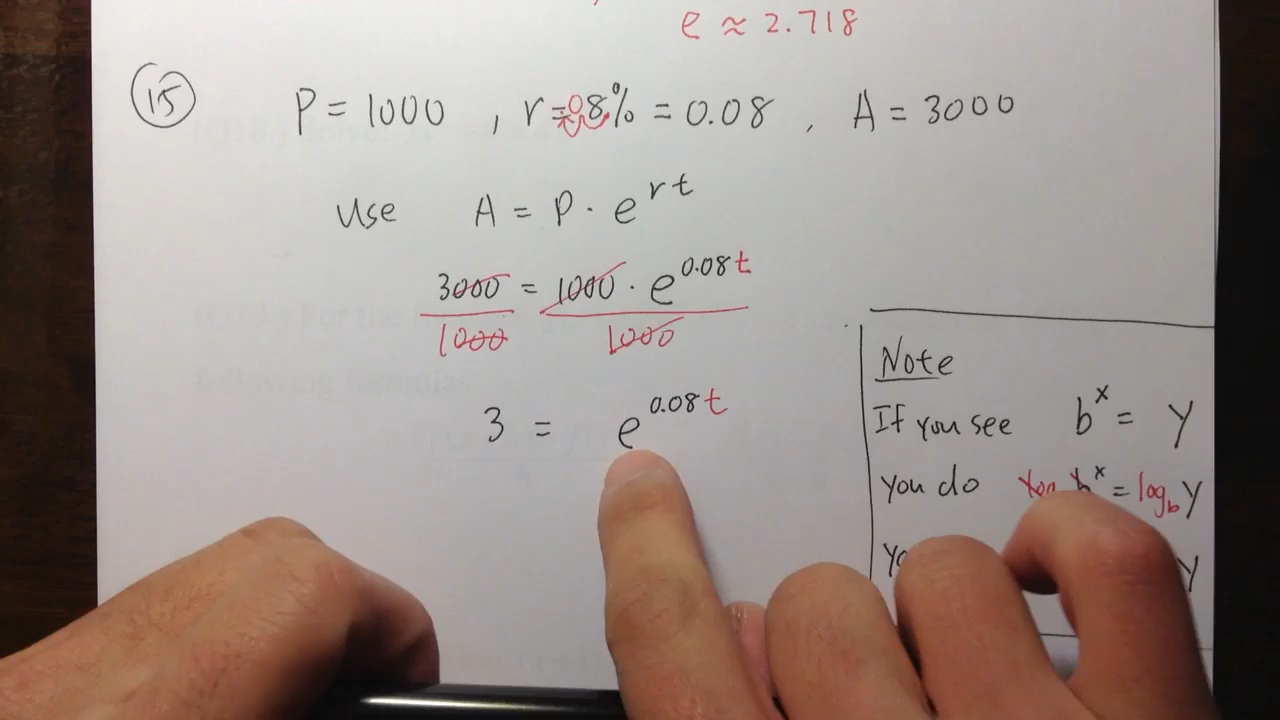 e ≈ 2.718
15
P = 1000 , r = 08% = 0.08 , A = 3000
Use A = P · e^{rt}
3000 = 1000 · e^{0.08t}
1000 1000
3 = e^{0.08t}
Note
If you see b^x = y
you do = log_b y
y